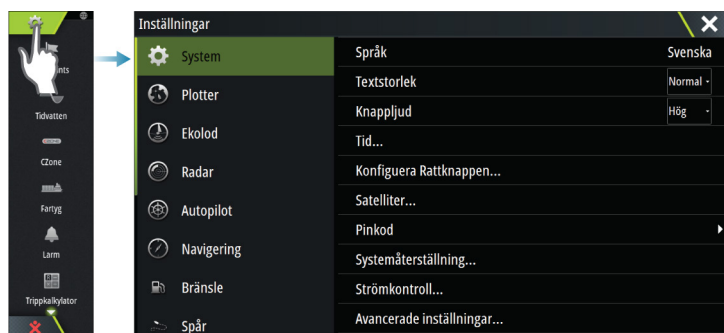 Inställningar
ints
Tidvatten
CZone
Fartyg
Larm
Trippkalkylator
System
Plotter
Ekolod
Radar
Autopilot
Navigering
Bränsle
Spår
Språk Svenska
Textstorlek Normal
Knappljud Hög
Tid...
Konfiguera Rattknappen...
Satelliter...
Pinkod
Systemåterställning...
Strömkontroll...
Avancerade inställningar...